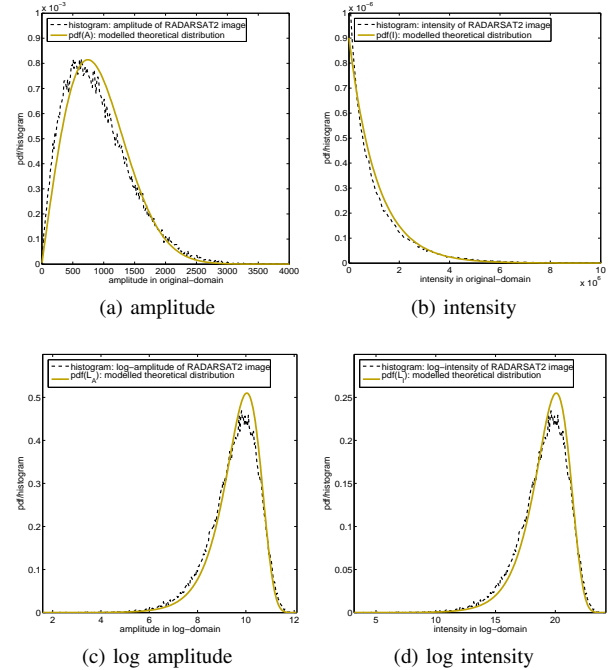 x 10⁻³
histogram: amplitude of RADARSAT2 image
pdf(A): modelled theoretical distribution
pdf/histogram
1
0.9
0.8
0.7
0.6
0.5
0.4
0.3
0.2
0.1
0
0 500 1000 1500 2000 2500 3000 3500 4000
amplitude in original−domain
(a) amplitude
x 10⁻⁶
histogram: intensity of RADARSAT2 image
pdf(I): modelled theoretical distribution
pdf/histogram
1
0.9
0.8
0.7
0.6
0.5
0.4
0.3
0.2
0.1
0
0 2 4 6 8 10
x 10⁶
intensity in original−domain
(b) intensity
histogram: log−amplitude of RADARSAT2 image
pdf(L_A): modelled theoretical distribution
pdf/histogram
0.5
0.4
0.3
0.2
0.1
0
2 4 6 8 10 12
amplitude in log−domain
(c) log amplitude
histogram: log−intensity of RADARSAT2 image
pdf(L_I): modelled theoretical distribution
pdf/histogram
0.25
0.2
0.15
0.1
0.05
0
5 10 15 20
intensity in log−domain
(d) log intensity